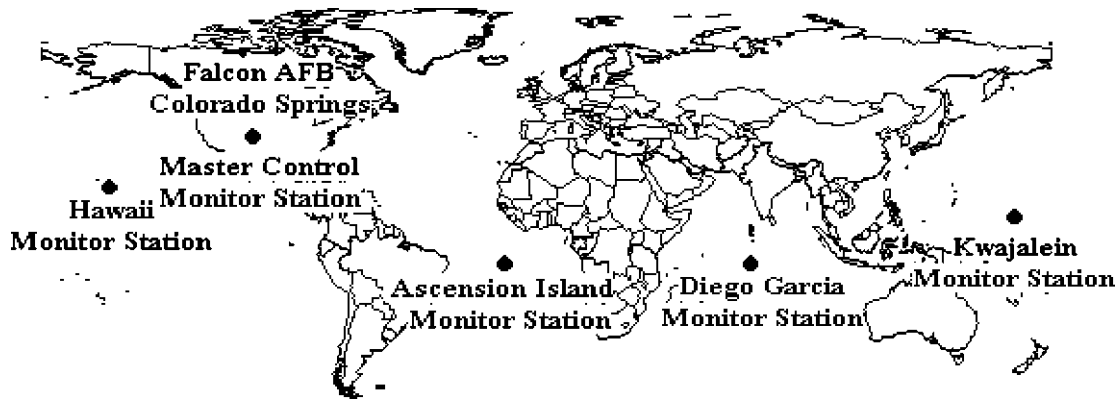 Falcon AFB
Colorado Springs
Master Control
Monitor Station
Hawaii
Monitor Station
Ascension Island
Monitor Station
Diego Garcia
Monitor Station
Kwajalein
Monitor Station